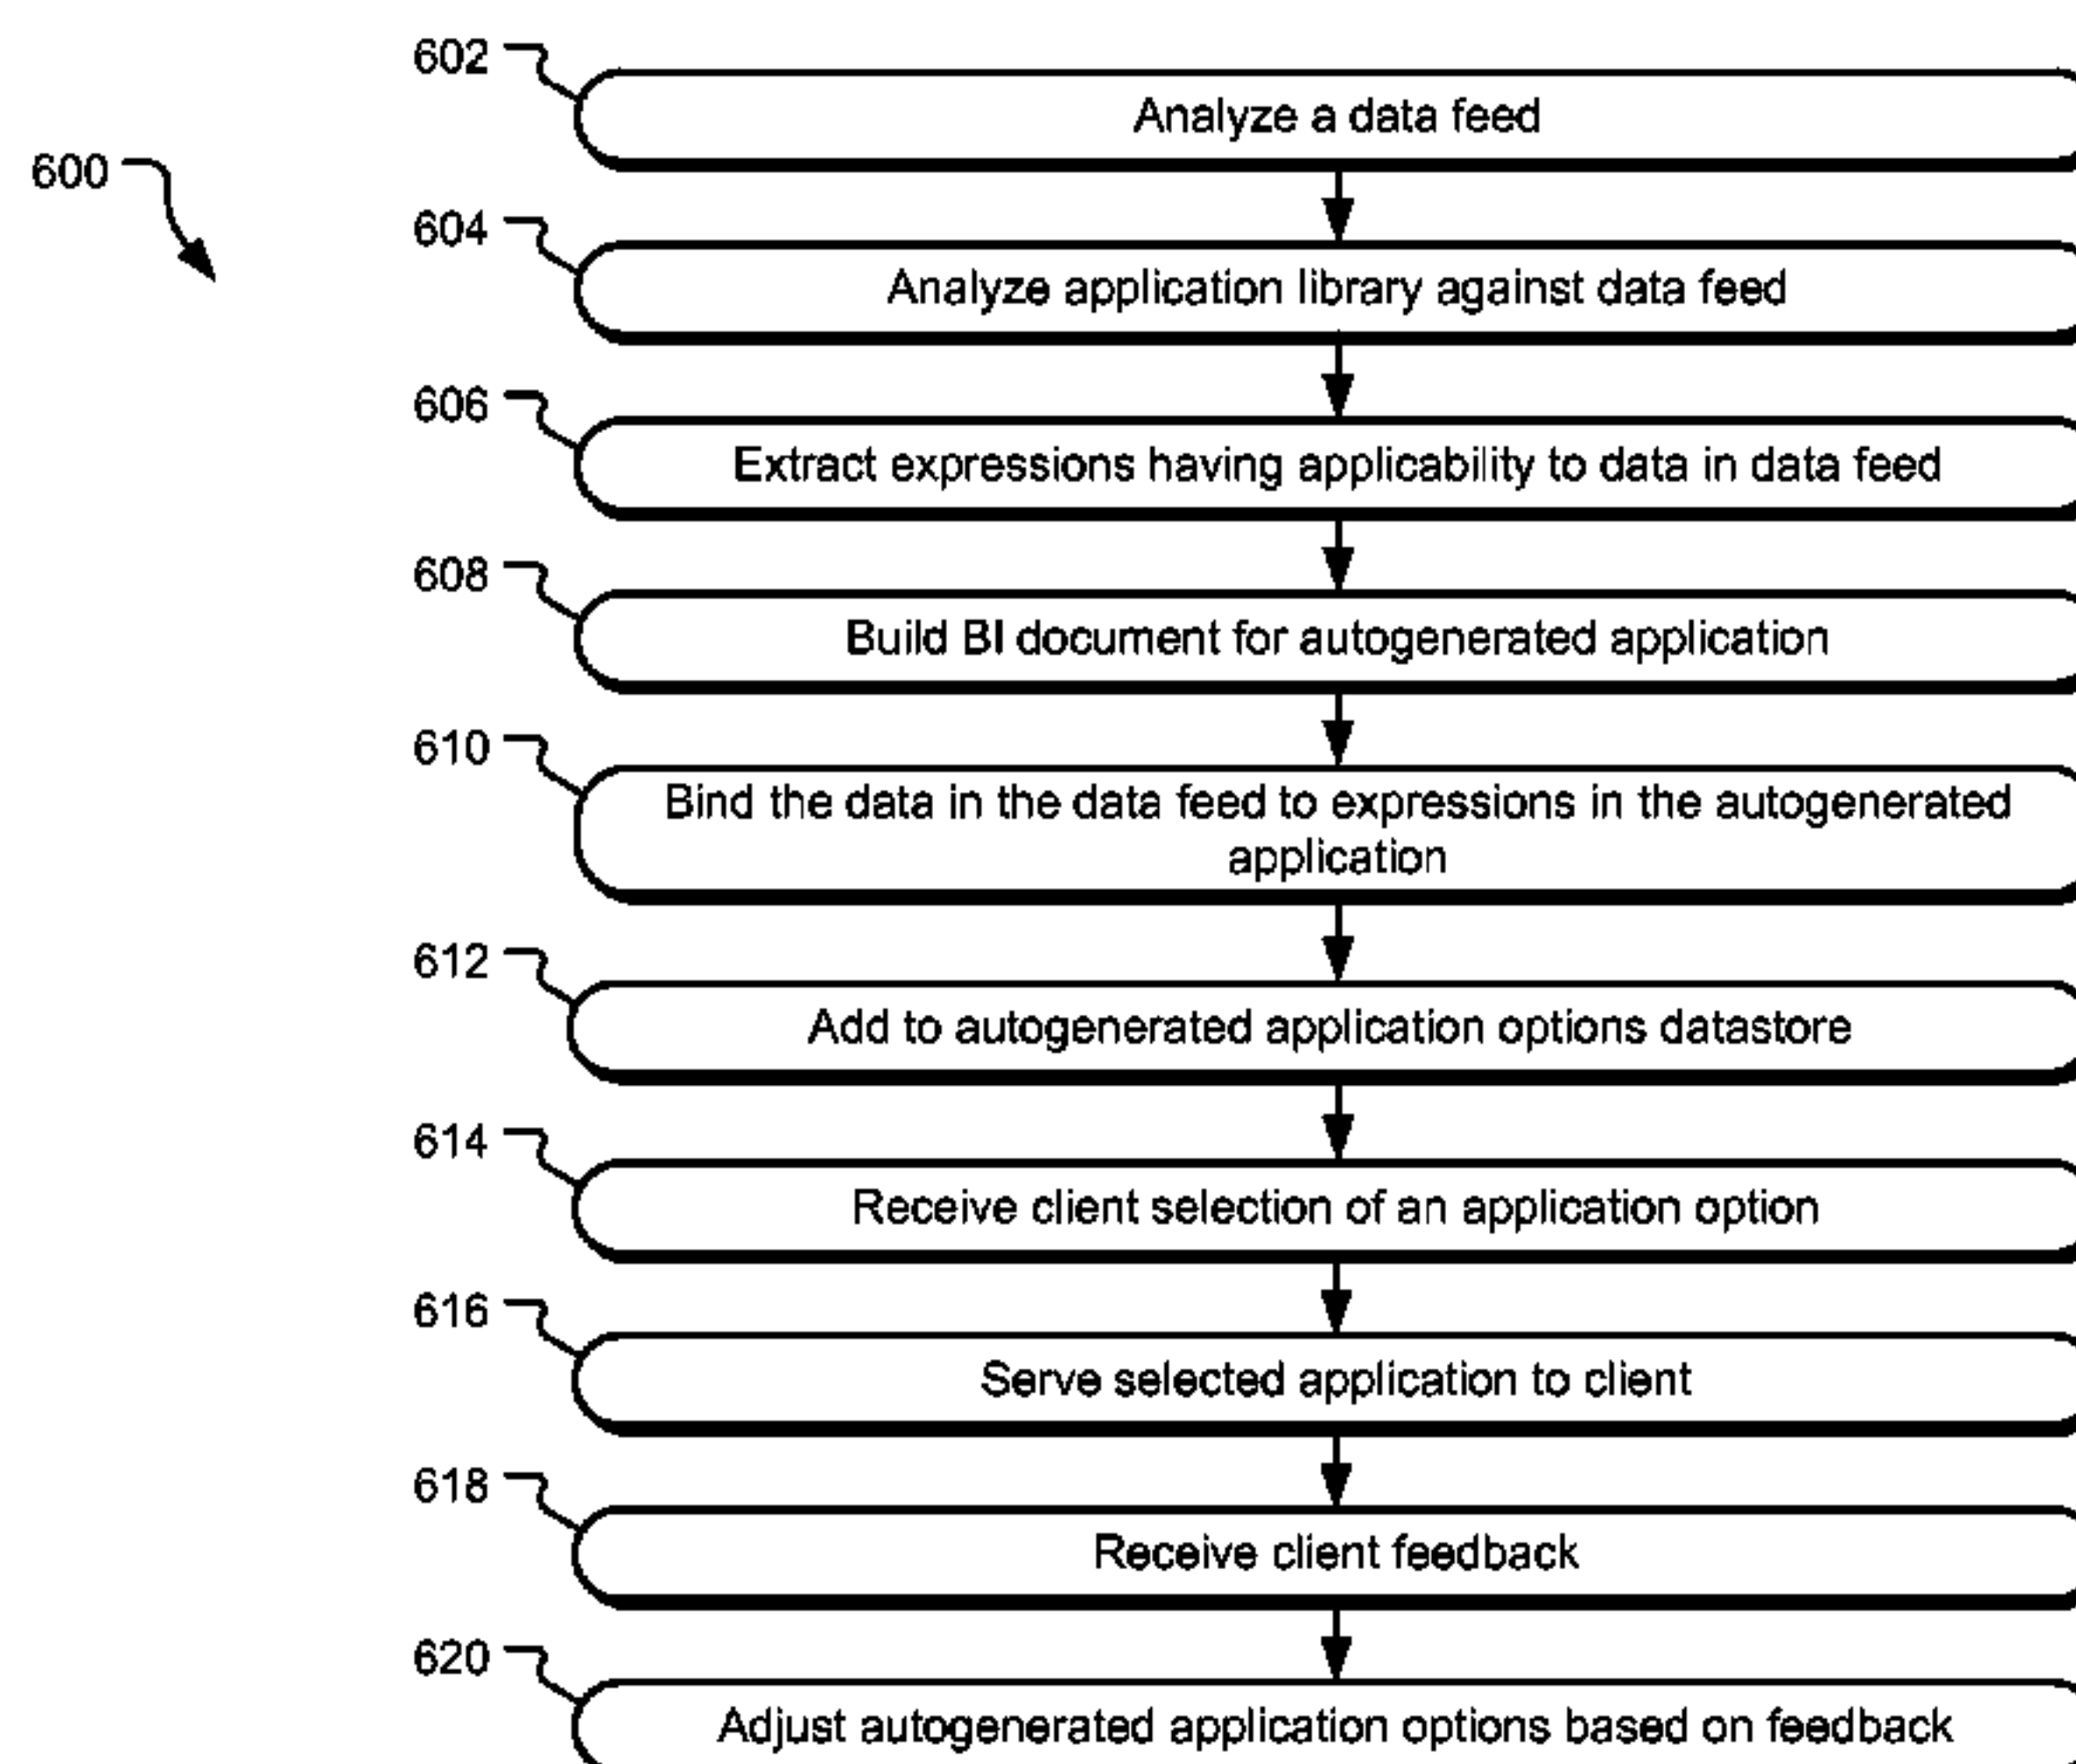 602
Analyze a data feed
600
604
Analyze application library against data feed
606
Extract expressions having applicability to data in data feed
608
Build BI document for autogenerated application
610
Bind the data in the data feed to expressions in the autogenerated
application
612
Add to autogenerated application options datastore
614
Receive client selection of an application option
616
Serve selected application to client
618
Receive client feedback
620
Adjust autogenerated application options based on feedback